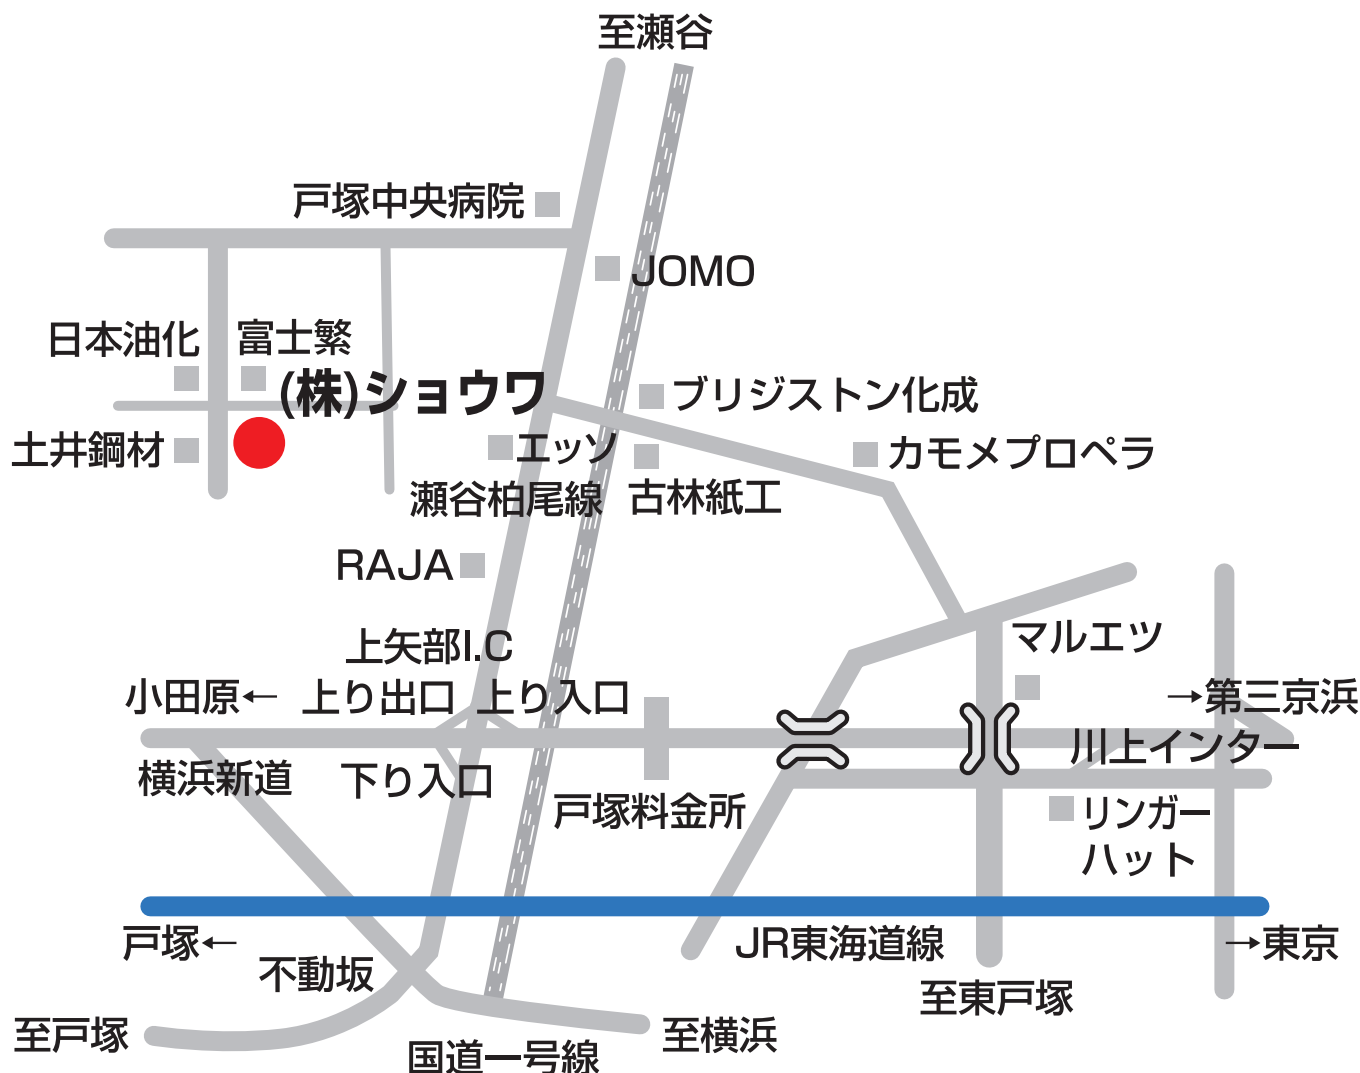 至瀬谷
戸塚中央病院
JOMO
日本油化
富士繁
(株)ショウワ
ブリジストン化成
土井鋼材
エッソ
カモメプロペラ
瀬谷柏尾線
古林紙工
RAJA
上矢部I.C
マルエツ
小田原←
上り出口
上り入口
→第三京浜
川上インター
横浜新道
下り入口
戸塚料金所
リンガー
ハット
戸塚←
JR東海道線
→東京
不動坂
至東戸塚
至戸塚
国道一号線
至横浜